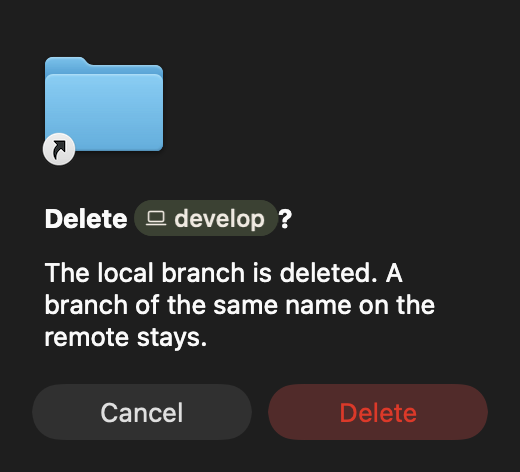 Delete develop?
The local branch is deleted. A
branch of the same name on the
remote stays.
Cancel
Delete